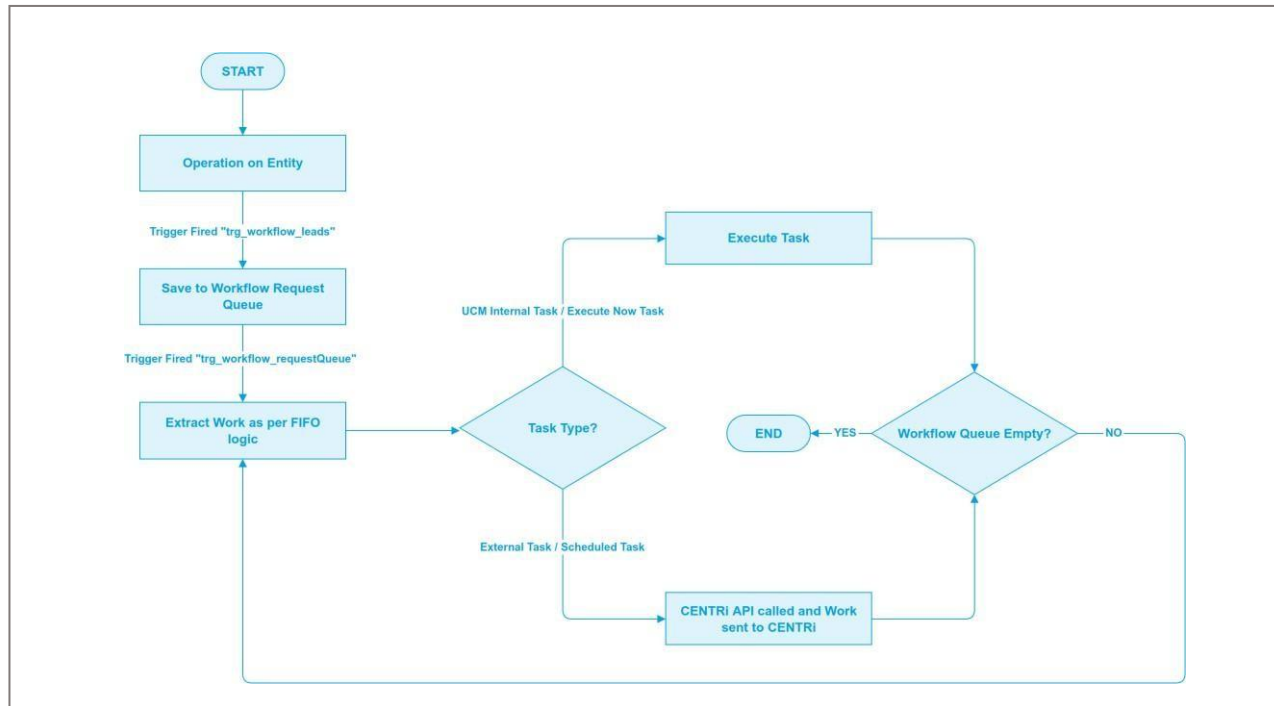 START
Operation on Entity
Trigger Fired "trg_workflow_leads"
Save to Workflow Request
Queue
Trigger Fired "trg_workflow_requestQueue"
Extract Work as per FIFO
logic
Task Type?
UCM Internal Task / Execute Now Task
Execute Task
External Task / Scheduled Task
CENTRi API called and Work
sent to CENTRi
Workflow Queue Empty?
YES
END
NO